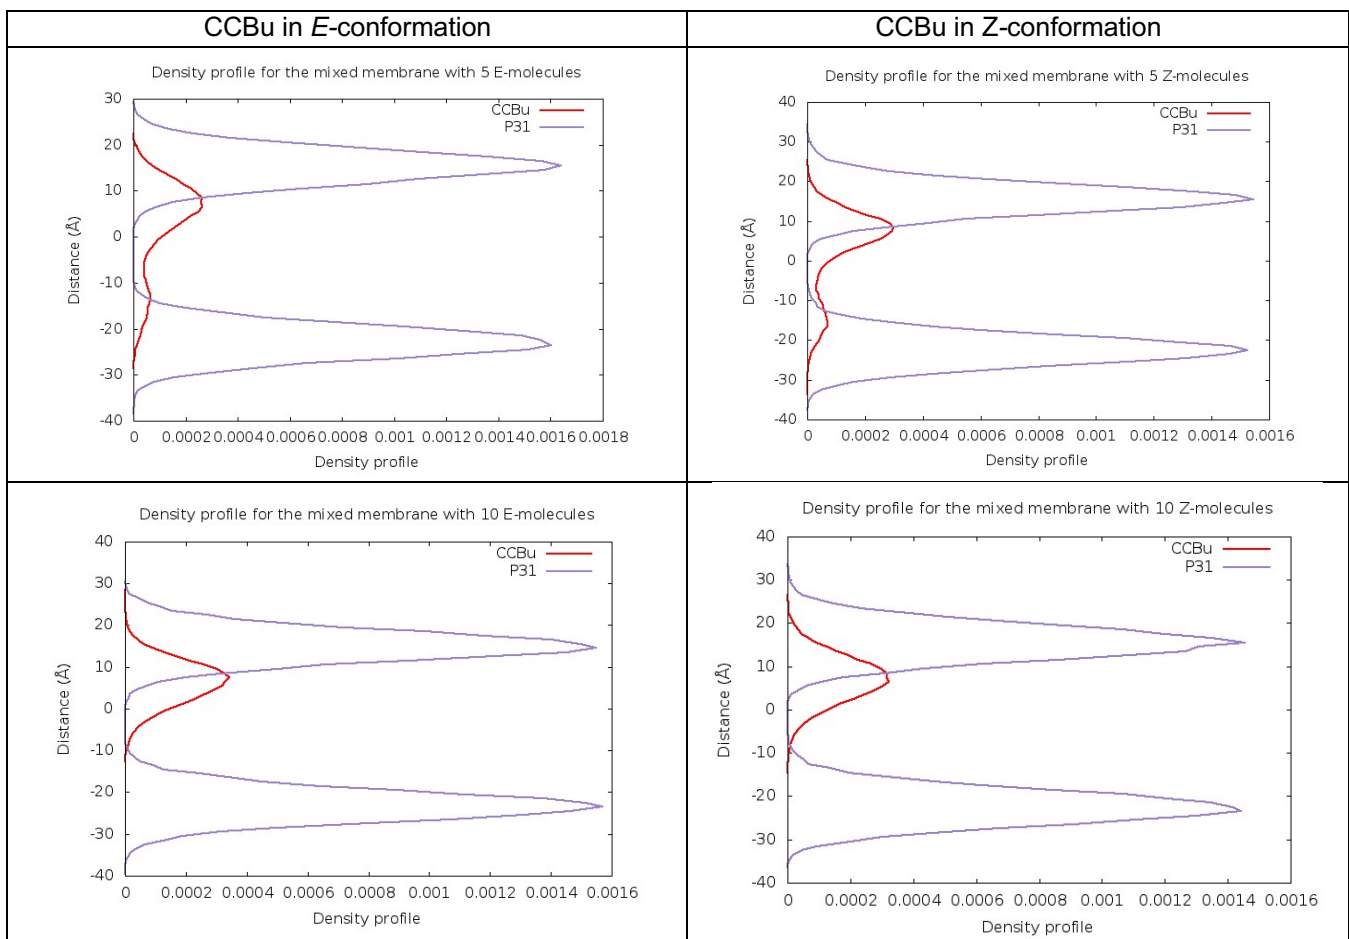 CCBu in E-conformation
CCBu in Z-conformation
Density profile for the mixed membrane with 5 E-molecules
CCBu
P31
30
20
10
0
-10
-20
-30
-40
Distance (Å)
0 0.0002 0.0004 0.0006 0.0008 0.001 0.0012 0.0014 0.0016 0.0018
Density profile
Density profile for the mixed membrane with 5 Z-molecules
CCBu
P31
40
30
20
10
0
-10
-20
-30
-40
Distance (Å)
0 0.0002 0.0004 0.0006 0.0008 0.001 0.0012 0.0014 0.0016
Density profile
Density profile for the mixed membrane with 10 E-molecules
CCBu
P31
40
30
20
10
0
-10
-20
-30
-40
Distance (Å)
0 0.0002 0.0004 0.0006 0.0008 0.001 0.0012 0.0014 0.0016
Density profile
Density profile for the mixed membrane with 10 Z-molecules
CCBu
P31
40
30
20
10
0
-10
-20
-30
-40
Distance (Å)
0 0.0002 0.0004 0.0006 0.0008 0.001 0.0012 0.0014 0.0016
Density profile